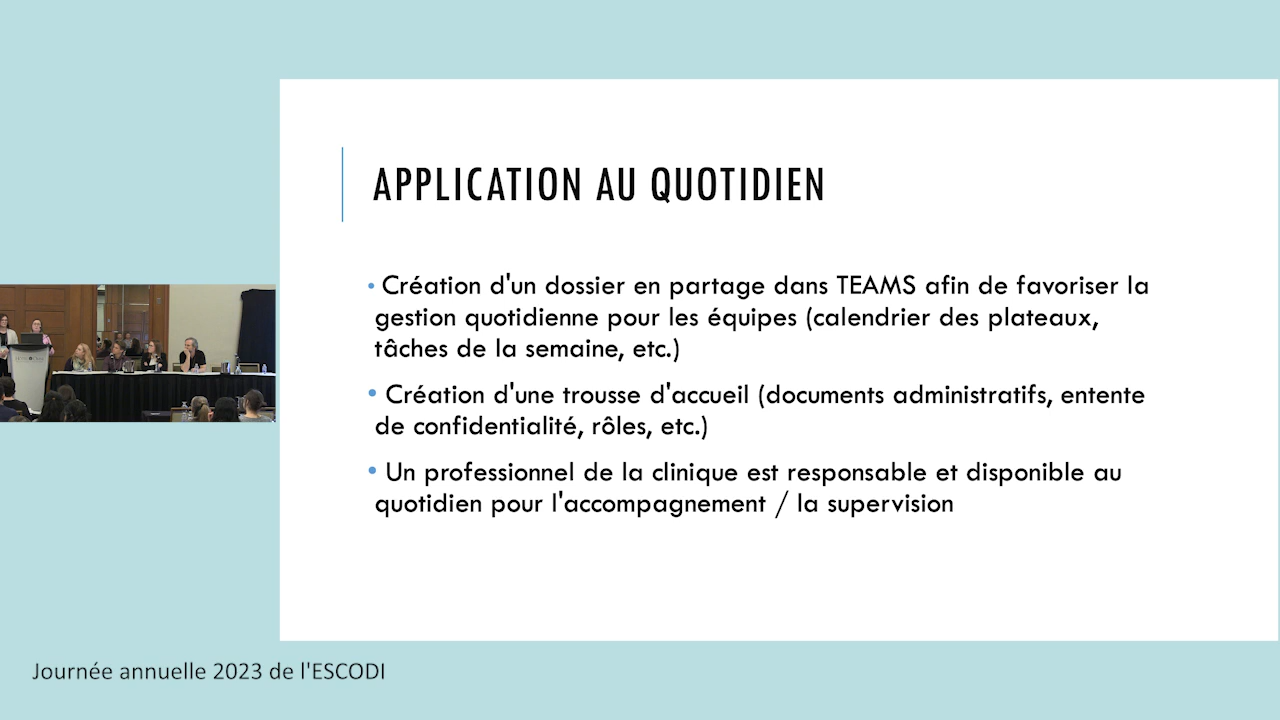 APPLICATION AU QUOTIDIEN
• Création d'un dossier en partage dans TEAMS afin de favoriser la
gestion quotidienne pour les équipes (calendrier des plateaux,
tâches de la semaine, etc.)
• Création d'une trousse d'accueil (documents administratifs, entente
de confidentialité, rôles, etc.)
• Un professionnel de la clinique est responsable et disponible au
quotidien pour l'accompagnement / la supervision
Journée annuelle 2023 de l'ESCODI